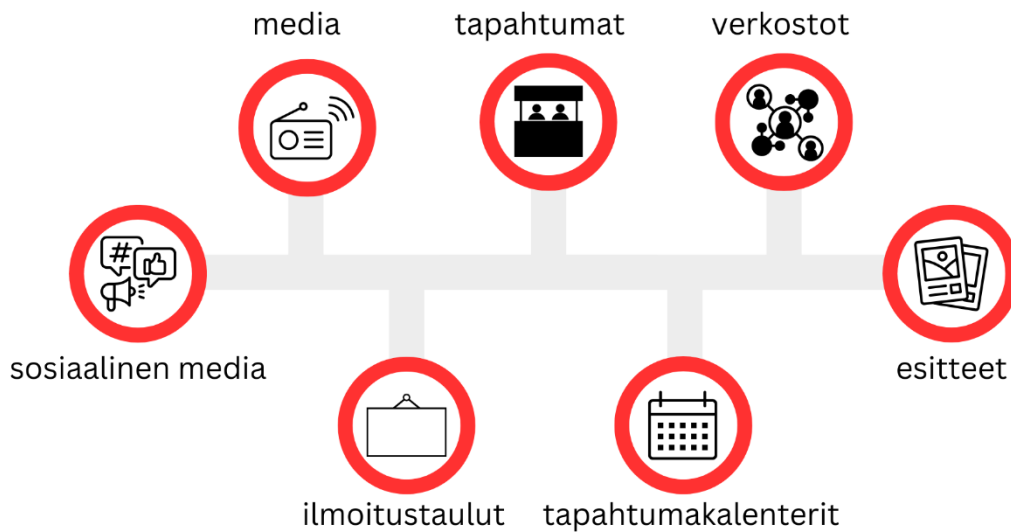 media
tapahtumat
verkostot
#
sosiaalinen media
esitteet
ilmoitustaulut
tapahtumakalenterit